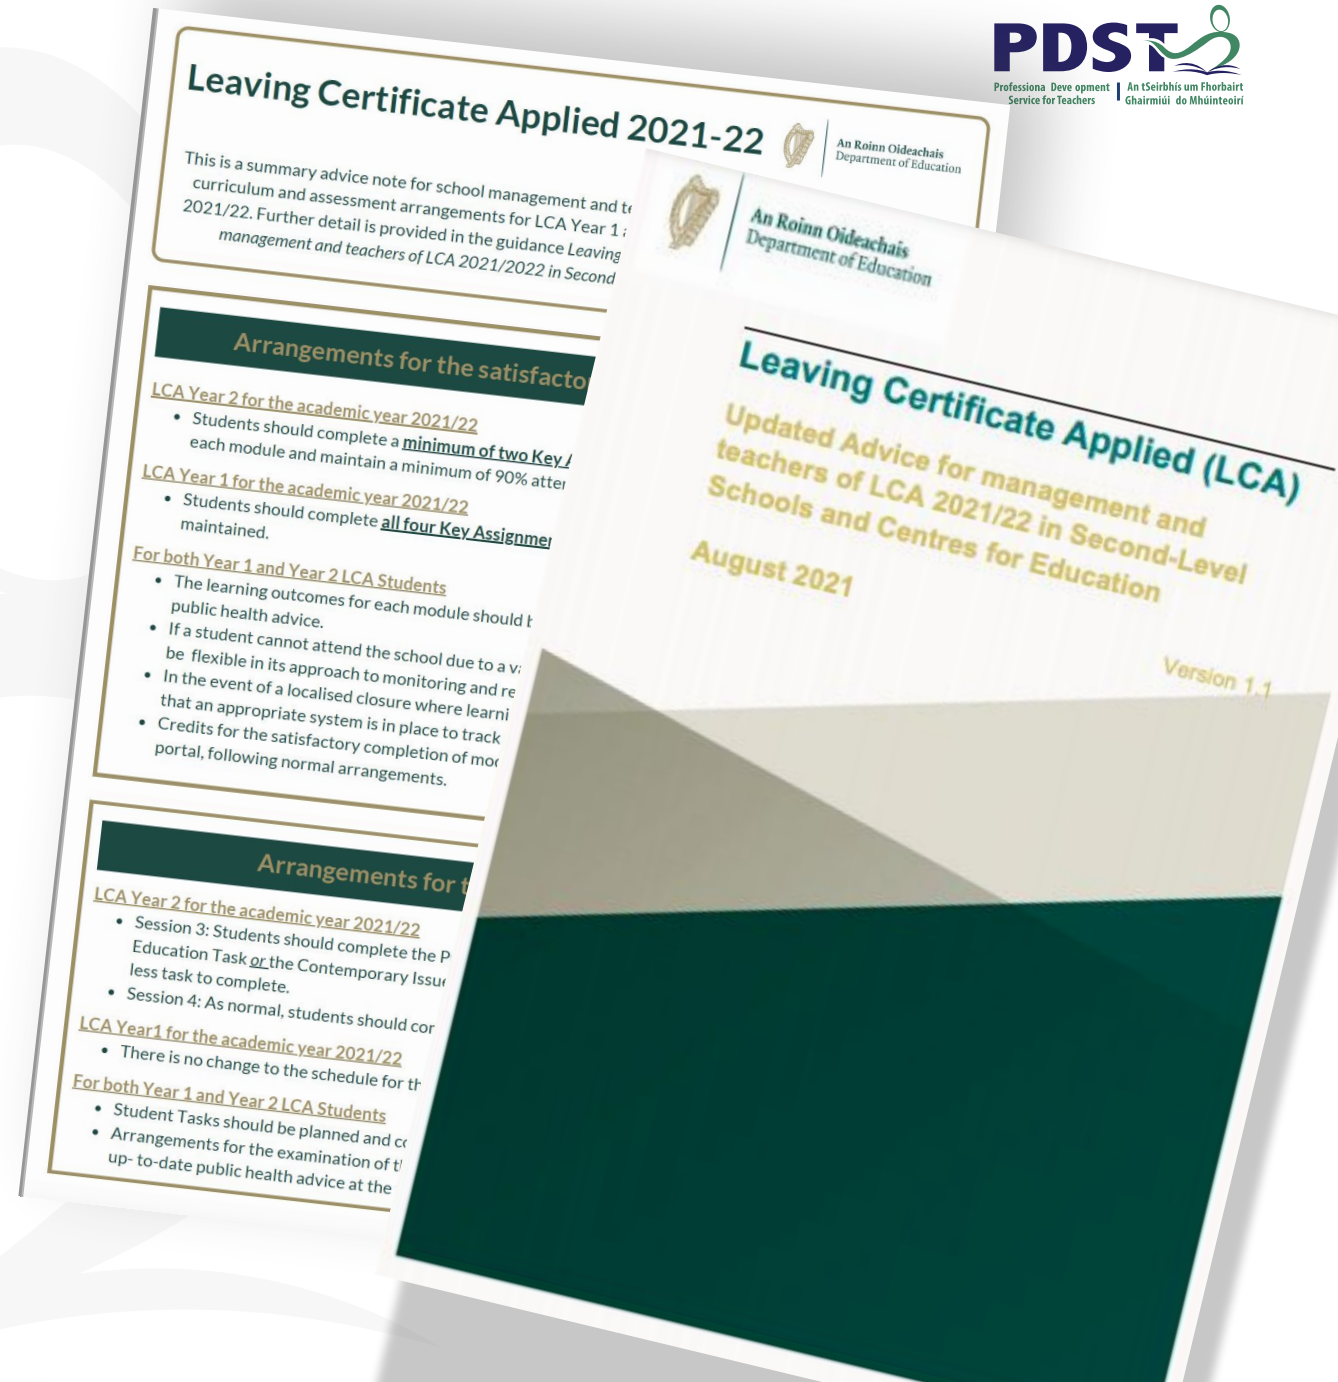 PDST
Professiona Deve opment
Service for Teachers
An tSeirbhís um Fhorbairt
Ghairmiúi do Mhúinteoirí
Leaving Certificate Applied 2021-22
An Roinn Oideachais
Department of Education
This is a summary advice note for school management and te
curriculum and assessment arrangements for LCA Year 1
2021/22. Further detail is provided in the guidance Leaving
management and teachers of LCA 2021/2022 in Second
Arrangements for the satisfacto
LCA Year 2 for the academic year 2021/22
• Students should complete a minimum of two Key A
each module and maintain a minimum of 90% atten
LCA Year 1 for the academic year 2021/22
• Students should complete all four Key Assignmen
maintained.
For both Year 1 and Year 2 LCA Students
• The learning outcomes for each module should b
public health advice.
• If a student cannot attend the school due to a va
be flexible in its approach to monitoring and re
• In the event of a localised closure where learni
that an appropriate system is in place to track
• Credits for the satisfactory completion of mod
portal, following normal arrangements.
Arrangements for t
LCA Year 2 for the academic year 2021/22
• Session 3: Students should complete the P
Education Task or the Contemporary Issue
less task to complete.
• Session 4: As normal, students should com
LCA Year1 for the academic year 2021/22
• There is no change to the schedule for th
For both Year 1 and Year 2 LCA Students
• Student Tasks should be planned and co
• Arrangements for the examination of t
up- to-date public health advice at the
An Roinn Oideachais
Department of Education
Leaving Certificate Applied (LCA)
Updated Advice for management and
teachers of LCA 2021/22 in Second-Level
Schools and Centres for Education
August 2021
Version 1.1